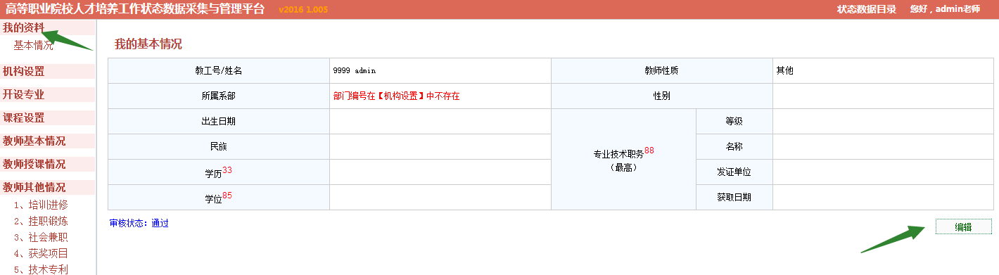 高等职业院校人才培养工作状态数据采集与管理平台 v2016 1.005 状态数据目录 您好，admin老师
我的资料
基本情况
机构设置
开设专业
课程设置
教师基本情况
教师授课情况
教师其他情况
1、培训进修
2、挂职锻炼
3、社会兼职
4、获奖项目
5、技术专利
我的基本情况
教工号/姓名 9999 admin 教师性质 其他
所属系部 部门编号在【机构设置】中不存在 性别
出生日期 等级
民族 名称
专业技术职务88
（最高）
学历33 发证单位
学位85 获取日期
审核状态：通过
编辑